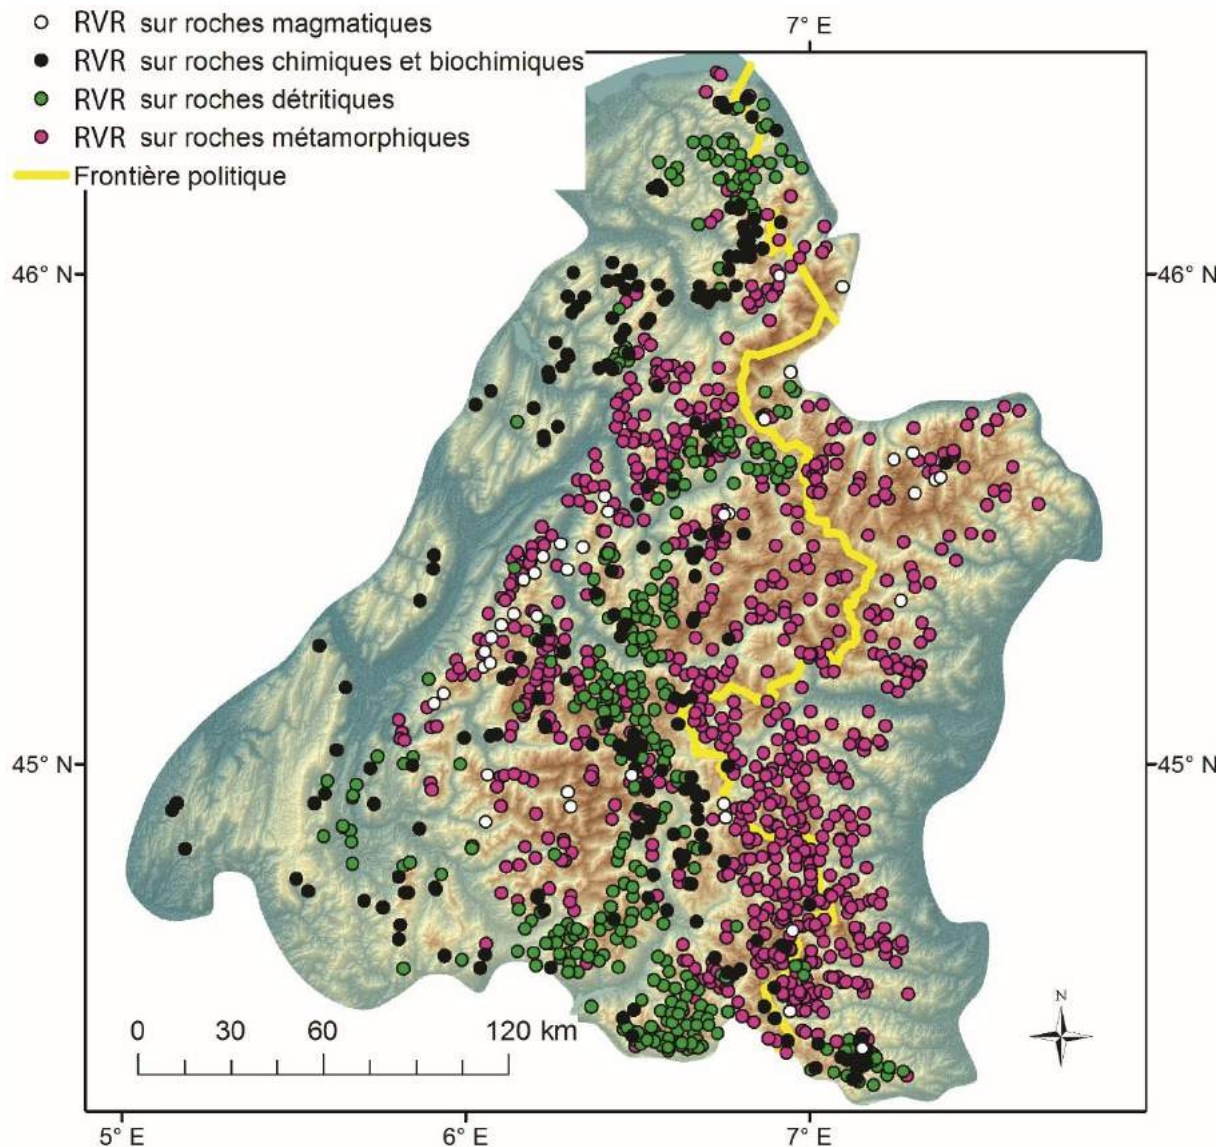 RVR sur roches magmatiques
RVR sur roches chimiques et biochimiques
RVR sur roches détritiques
RVR sur roches métamorphiques
Frontière politique
7° E
46° N
46° N
45° N
45° N
N
0 30 60 120 km
5° E 6° E 7° E